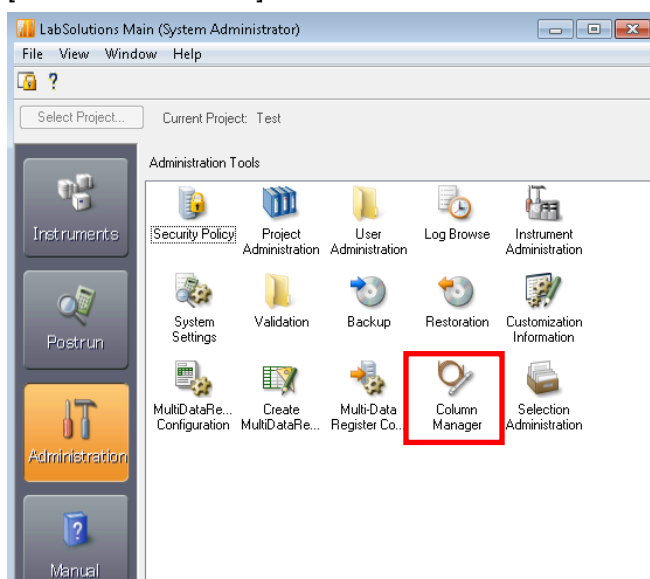 LabSolutions Main (System Administrator)
File View Window Help
?
Select Project... Current Project: Test
Administration Tools
Instruments
Security Policy
Project
Administration
User
Administration
Log Browse
Instrument
Administration
Postrun
System
Settings
Validation
Backup
Restoration
Customization
Information
Administration
MultiDataRe...
Configuration
Create
MultiDataRe...
Multi-Data
Register Co...
Column
Manager
Selection
Administration
?
Manual